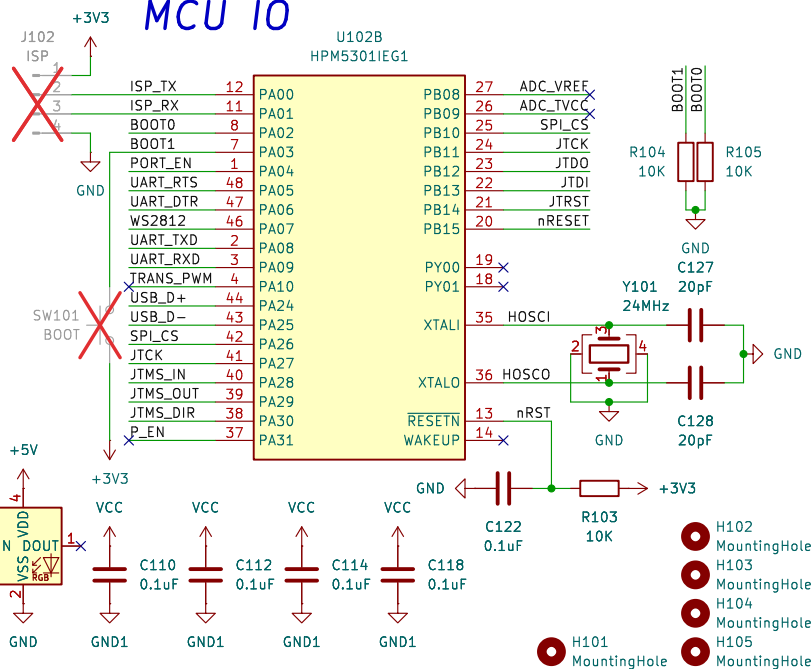 MCU IO
+3V3
J102
ISP
1
2
3
4
GND
U102B
HPM5301IEG1
ISP_TX 12 PA00
ISP_RX 11 PA01
BOOT0 8 PA02
BOOT1 7 PA03
PORT_EN 1 PA04
UART_RTS 48 PA05
UART_DTR 47 PA06
WS2812 46 PA07
UART_TXD 2 PA08
UART_RXD 3 PA09
TRANS_PWM 4 PA10
USB_D+ 44 PA24
USB_D- 43 PA25
SPI_CS 42 PA26
JTCK 41 PA27
JTMS_IN 40 PA28
JTMS_OUT 39 PA29
JTMS_DIR 38 PA30
P_EN 37 PA31
PB08 27 ADC_VREF
PB09 26 ADC_TVCC
PB10 25 SPI_CS
PB11 24 JTCK
PB12 23 JTDO
PB13 22 JTDI
PB14 21 JTRST
PB15 20 nRESET
PY00 19
PY01 18
XTALI 35 HOSCI
XTALO 36 HOSCO
RESETN 13 nRST
WAKEUP 14
SW101
BOOT
+3V3
BOOT1
BOOT0
R104
10K
R105
10K
GND
C127
20pF
Y101
24MHz
3
2
4
1
GND
GND
C128
20pF
GND
C122
0.1uF
R103
10K
+3V3
+5V
4
VDD
N DOUT 1
VSS
RGB
2
GND
VCC
C110
0.1uF
GND1
VCC
C112
0.1uF
GND1
VCC
C114
0.1uF
GND1
VCC
C118
0.1uF
GND1
H102
MountingHole
H103
MountingHole
H104
MountingHole
H101
MountingHole
H105
MountingHole